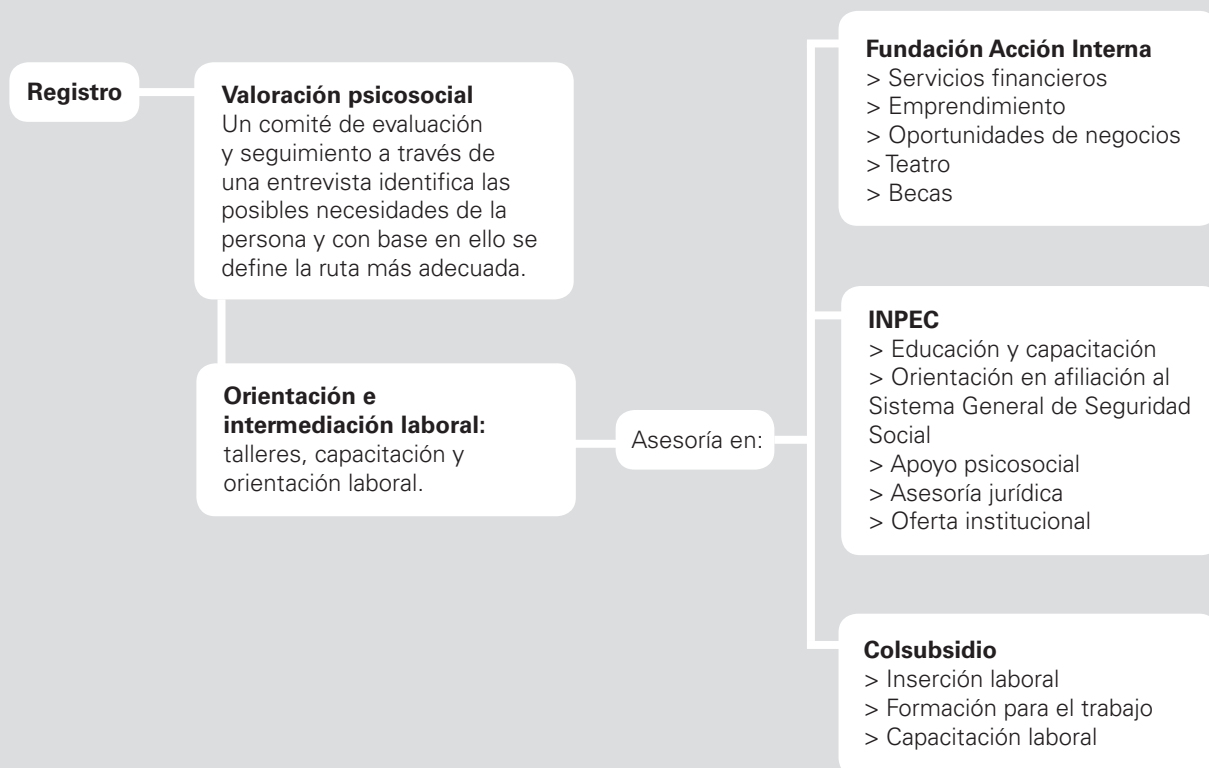 Registro
Valoración psicosocial
Un comité de evaluación
y seguimiento a través de
una entrevista identifica las
posibles necesidades de la
persona y con base en ello se
define la ruta más adecuada.
Orientación e
intermediación laboral:
talleres, capacitación y
orientación laboral.
Asesoría en:
Fundación Acción Interna
> Servicios financieros
> Emprendimiento
> Oportunidades de negocios
> Teatro
> Becas
INPEC
> Educación y capacitación
> Orientación en afiliación al
Sistema General de Seguridad
Social
> Apoyo psicosocial
> Asesoría jurídica
> Oferta institucional
Colsubsidio
> Inserción laboral
> Formación para el trabajo
> Capacitación laboral